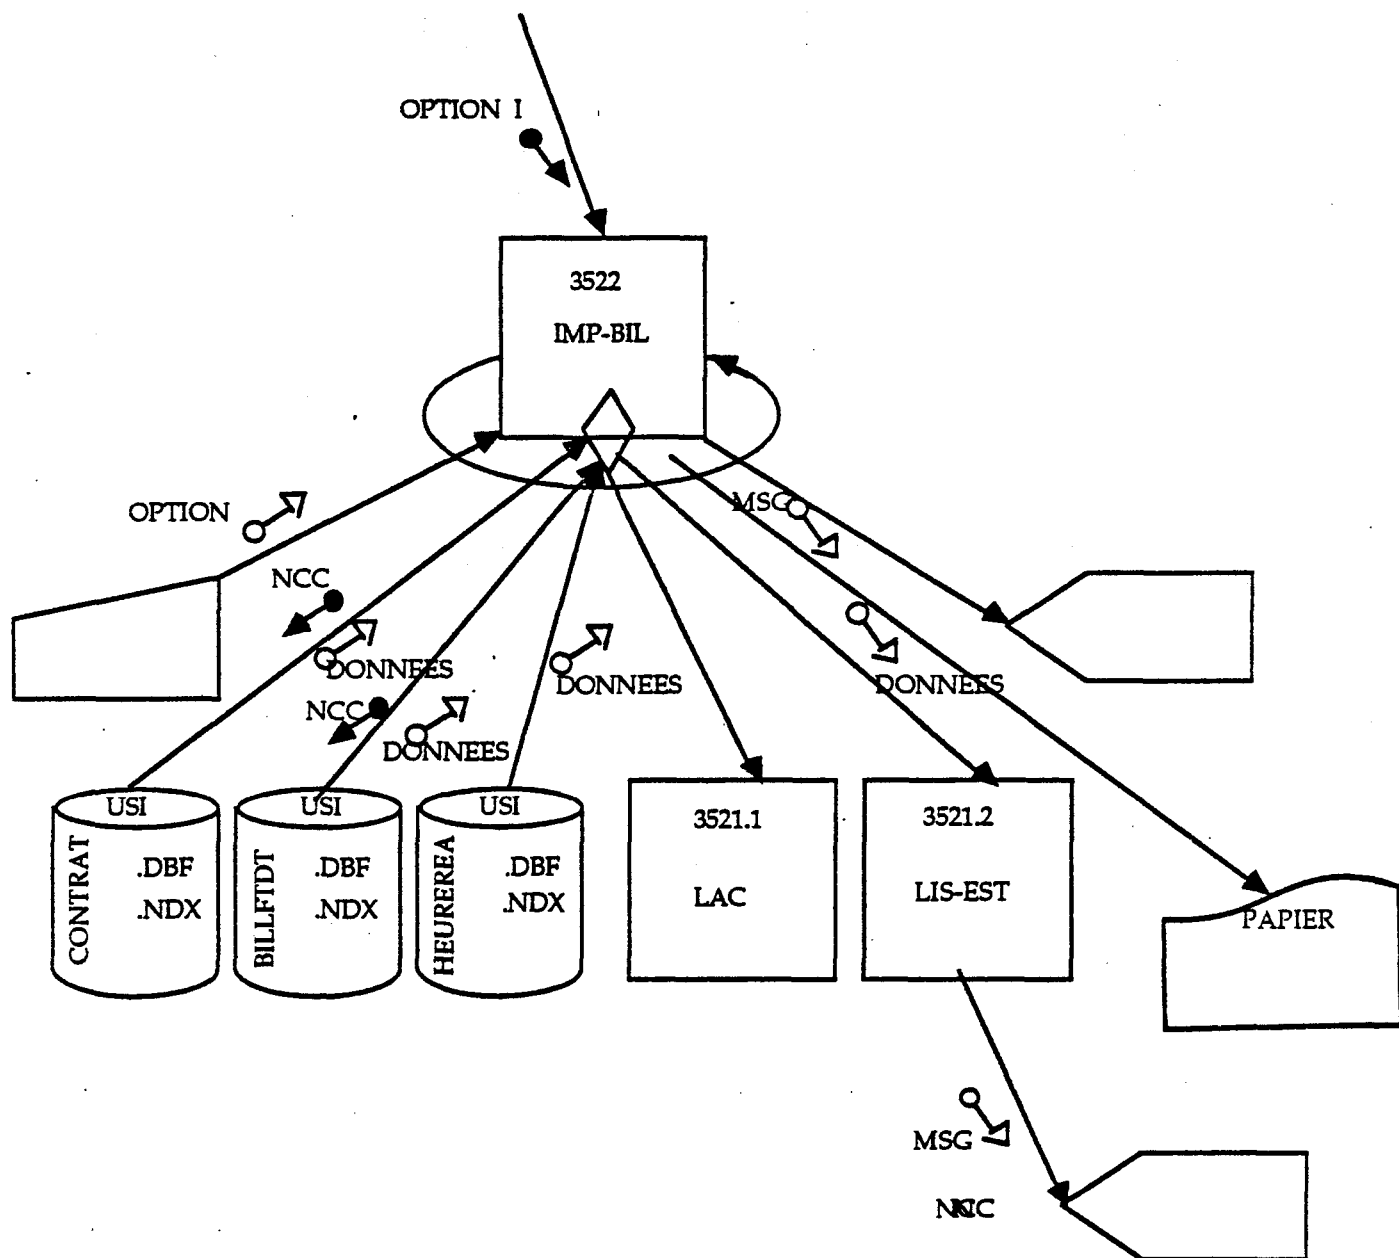 OPTION I
3522
IMP-BIL
OPTION
MSG
NCC
DONNEES
DONNEES
DONNEES
NCC
DONNEES
USI
USI
USI
CONTRAT
.DBF
.NDX
BILLFTDT
.DBF
.NDX
HEUREREA
.DBF
.NDX
3521.1
LAC
3521.2
LIS-EST
PAPIER
MSG